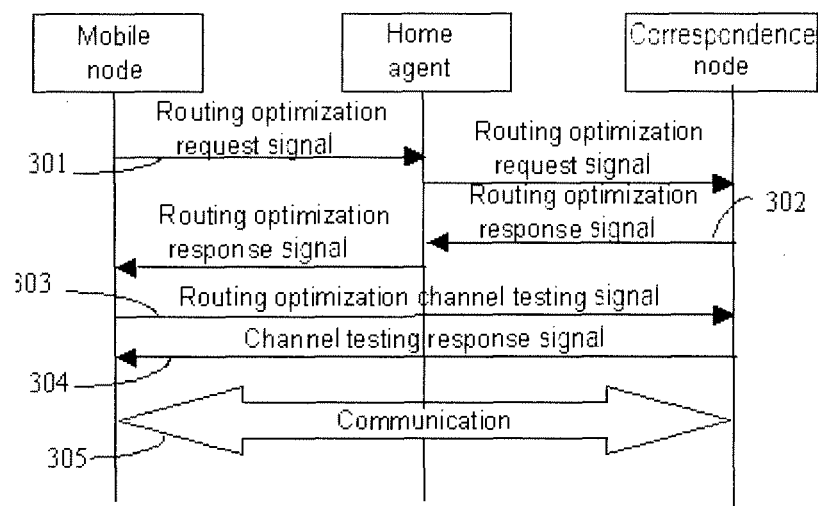 Mobile
node
Home
agent
Correspondence
node
Routing optimization
request signal
301
Routing optimization
request signal
Routing optimization
response signal
302
Routing optimization
response signal
303
Routing optimization channel testing signal
Channel testing response signal
304
Communication
305